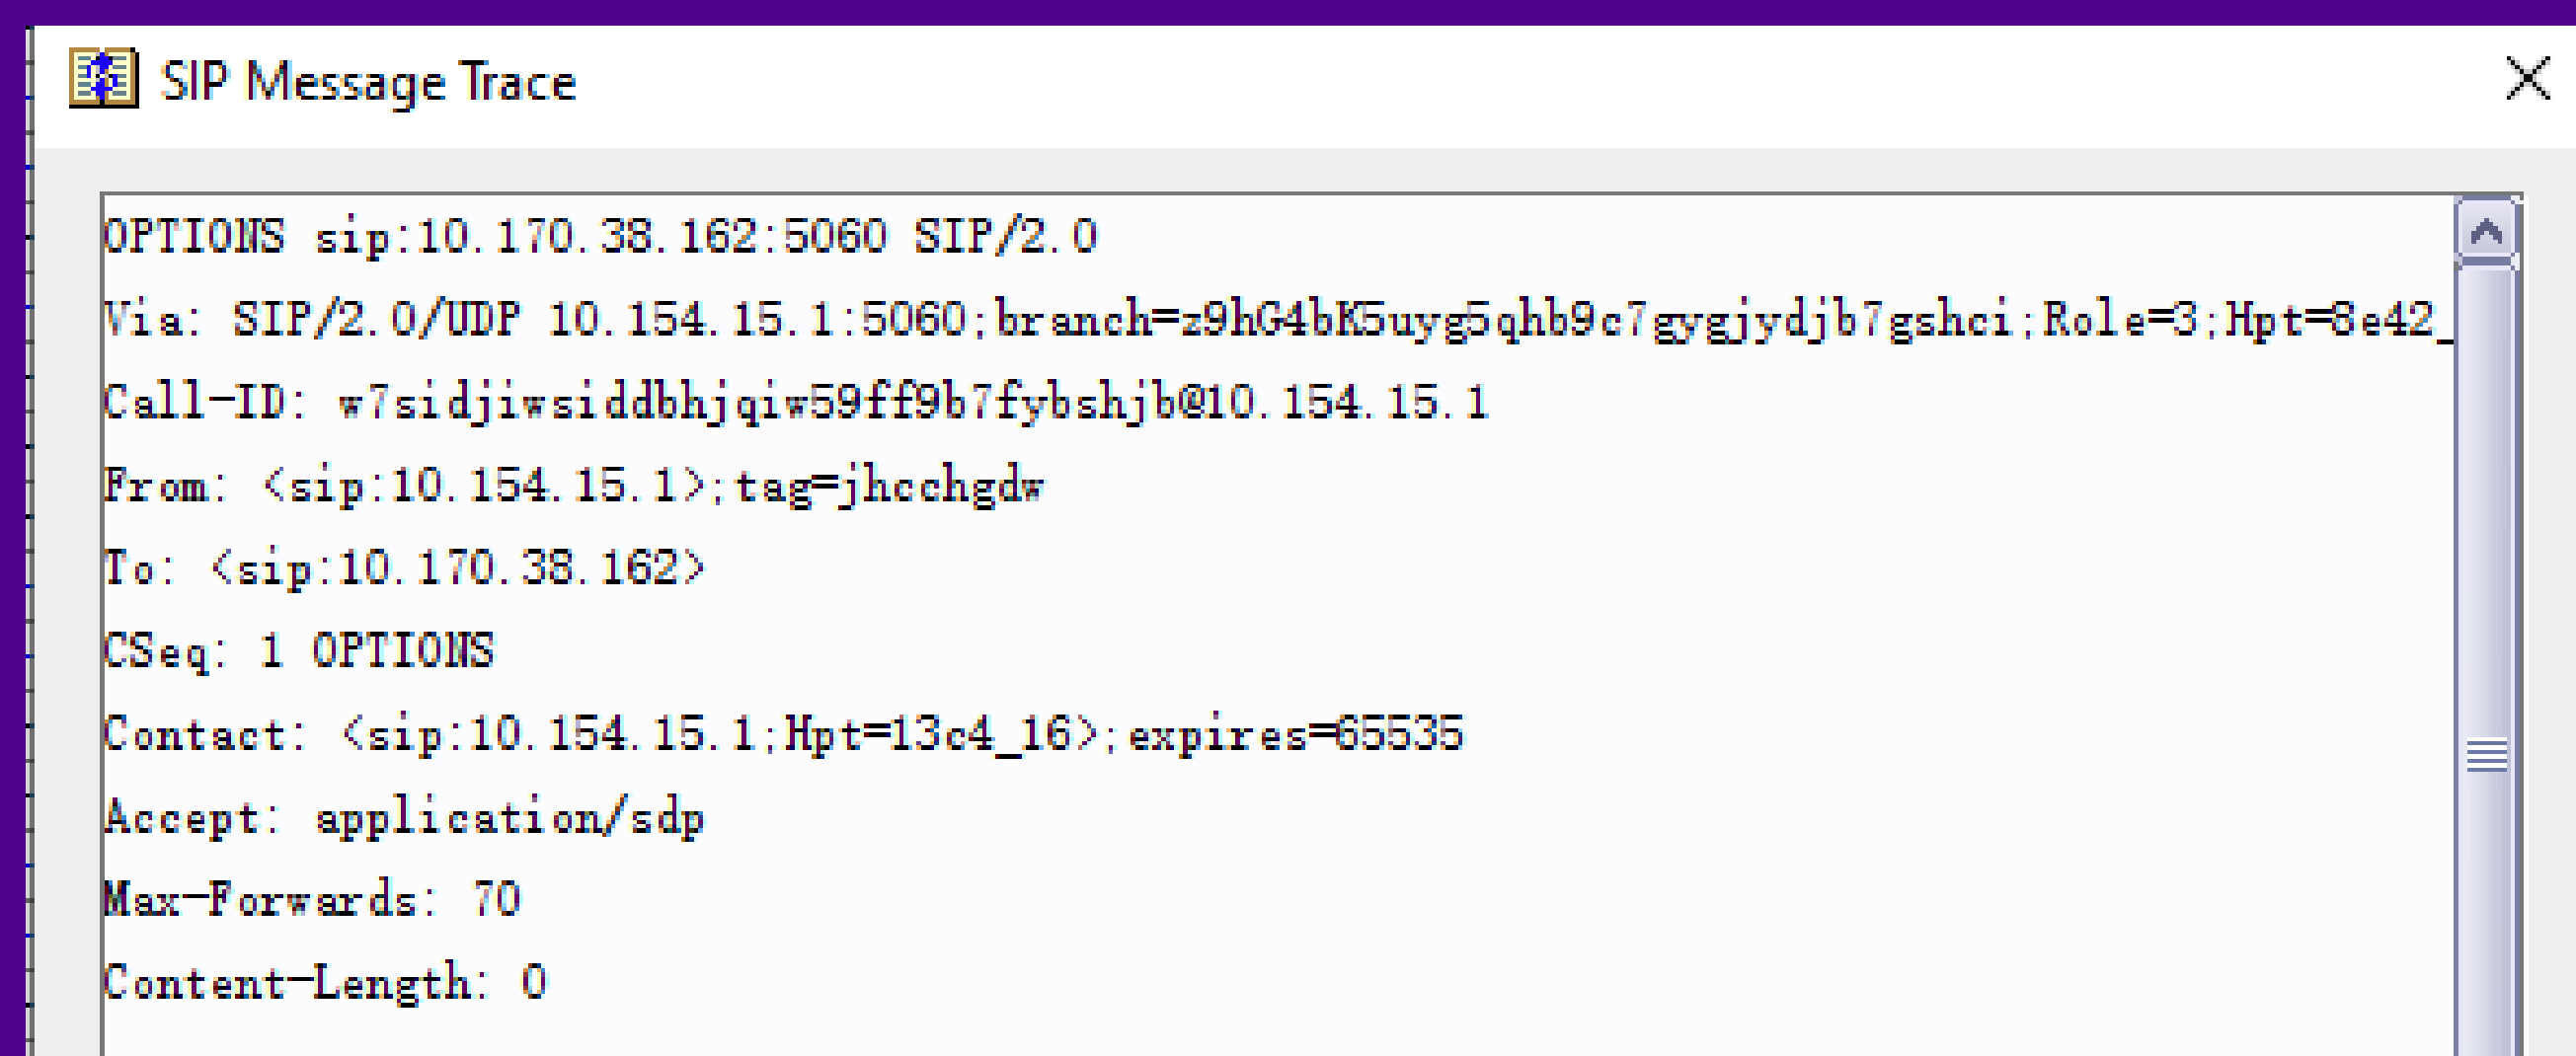 SIP Message Trace
OPTIONS sip:10.170.38.162:5060 SIP/2.0
Via: SIP/2.0/UDP 10.154.15.1:5060;branch=z9hG4bK5uyg5qhb9c7gygjydjb7gshci;Role=3;Hpt=8e42_
Call-ID: w7sidjiwsiddbhjqiw59ff9b7fybshjb@10.154.15.1
From: <sip:10.154.15.1>;tag=jhcchgdw
To: <sip:10.170.38.162>
CSeq: 1 OPTIONS
Contact: <sip:10.154.15.1;Hpt=13c4_16>;expires=65535
Accept: application/sdp
Max-Forwards: 70
Content-Length: 0